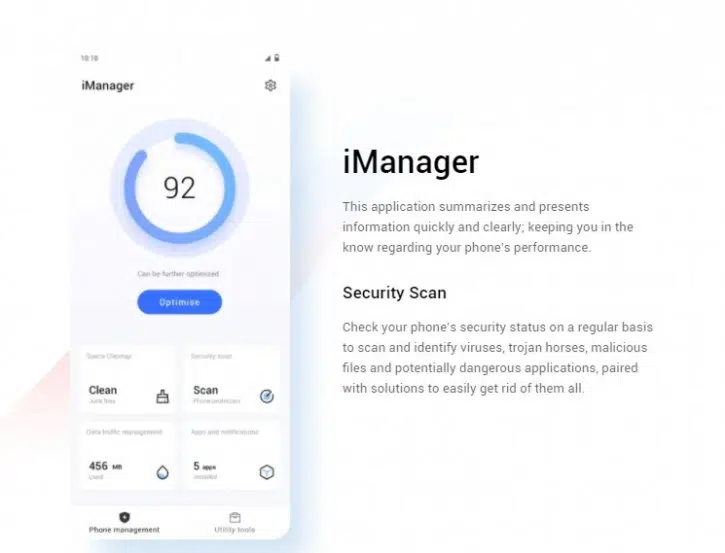 10:10
iManager
92
Can be further optimized
Optimise
Space Cleanup
Security scan
Clean
Junk files
Scan
Phone protection
Data traffic management
Apps and notifications
456 MB
Used
5 apps
installed
Phone management
Utility tools
iManager
This application summarizes and presents
information quickly and clearly; keeping you in the
know regarding your phone's performance.
Security Scan
Check your phone's security status on a regular basis
to scan and identify viruses, trojan horses, malicious
files and potentially dangerous applications, paired
with solutions to easily get rid of them all.